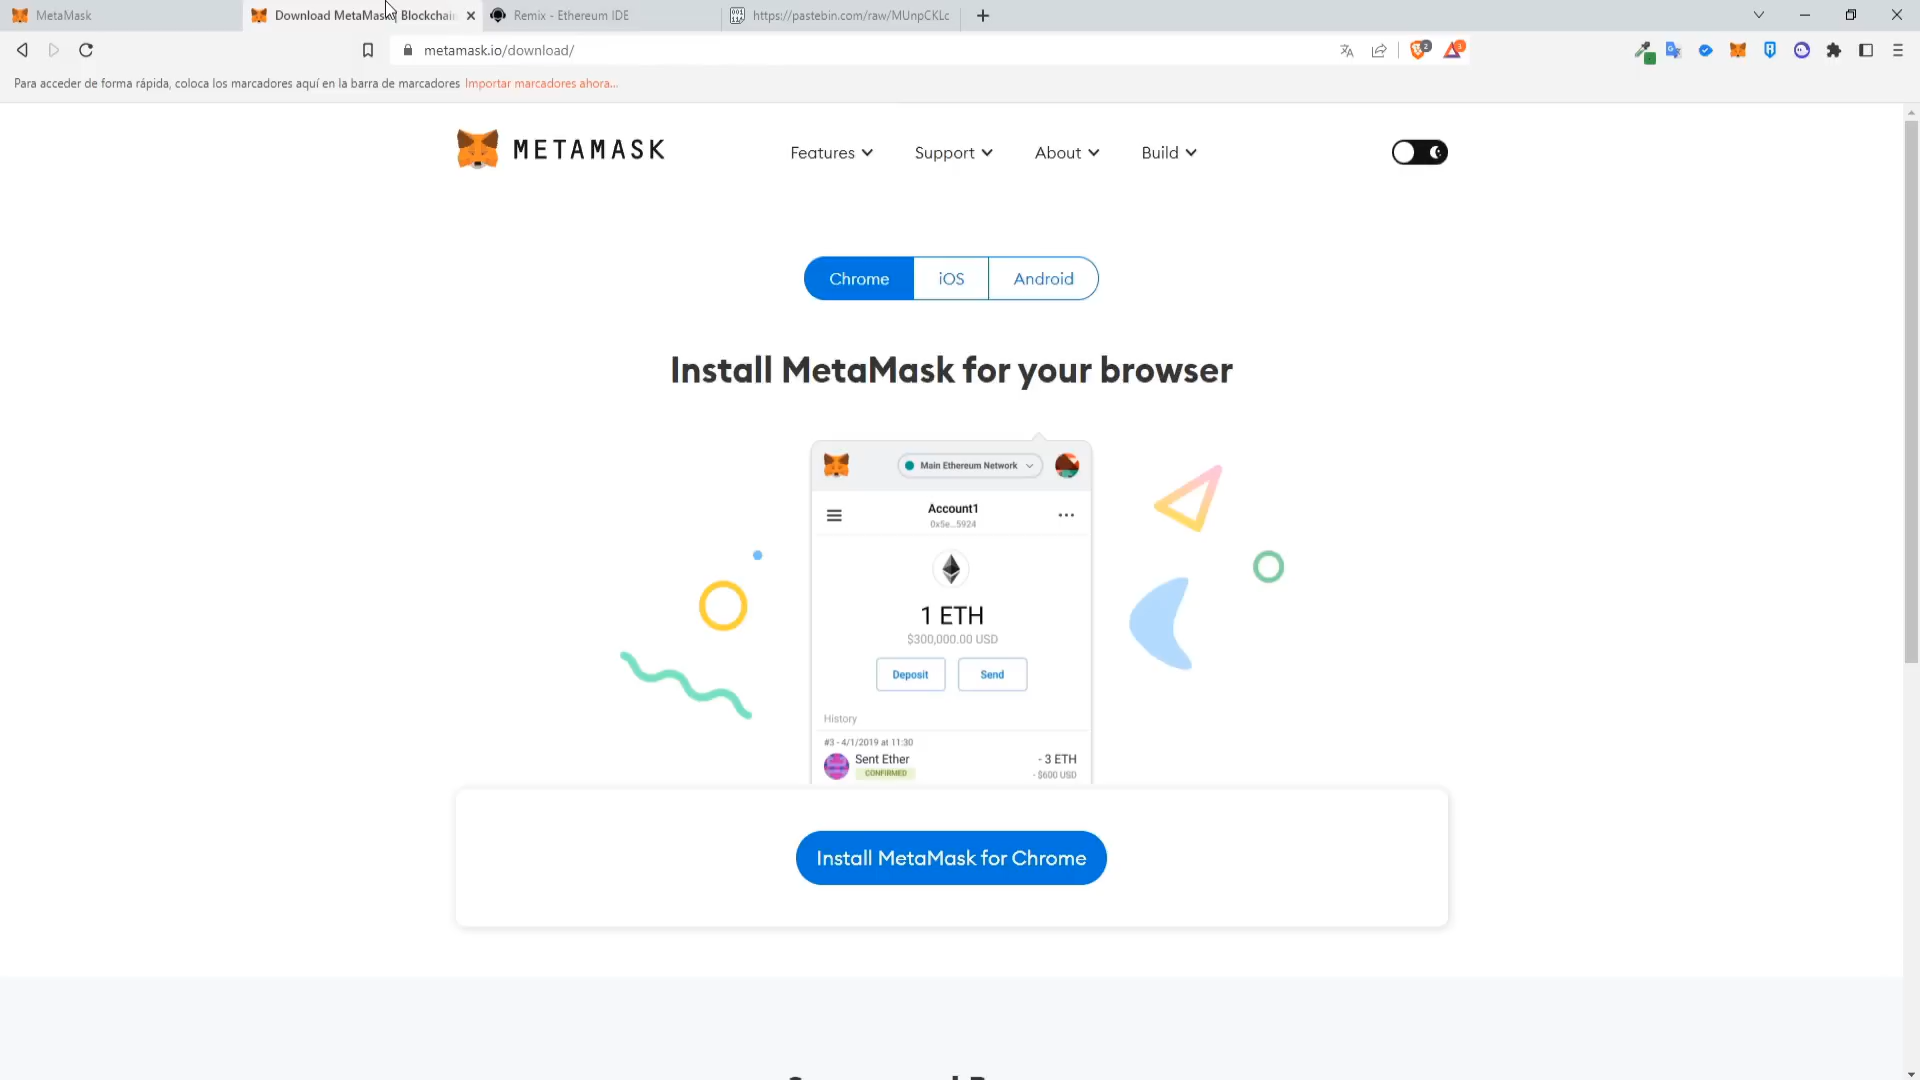 MetaMask
Download MetaMask Blockchain
Remix - Ethereum IDE
https://pastebin.com/raw/MUnpCKLc
metamask.io/download/
2
1
Para acceder de forma rápida, coloca los marcadores aquí en la barra de marcadores Importar marcadores ahora...
METAMASK
Features
Support
About
Build
Chrome
iOS
Android
Install MetaMask for your browser
Main Ethereum Network
Account1
0x5e...5924
1 ETH
$300,000.00 USD
Deposit
Send
History
#3 - 4/1/2019 at 11:30
Sent Ether
- 3 ETH
CONFIRMED
- $600 USD
Install MetaMask for Chrome